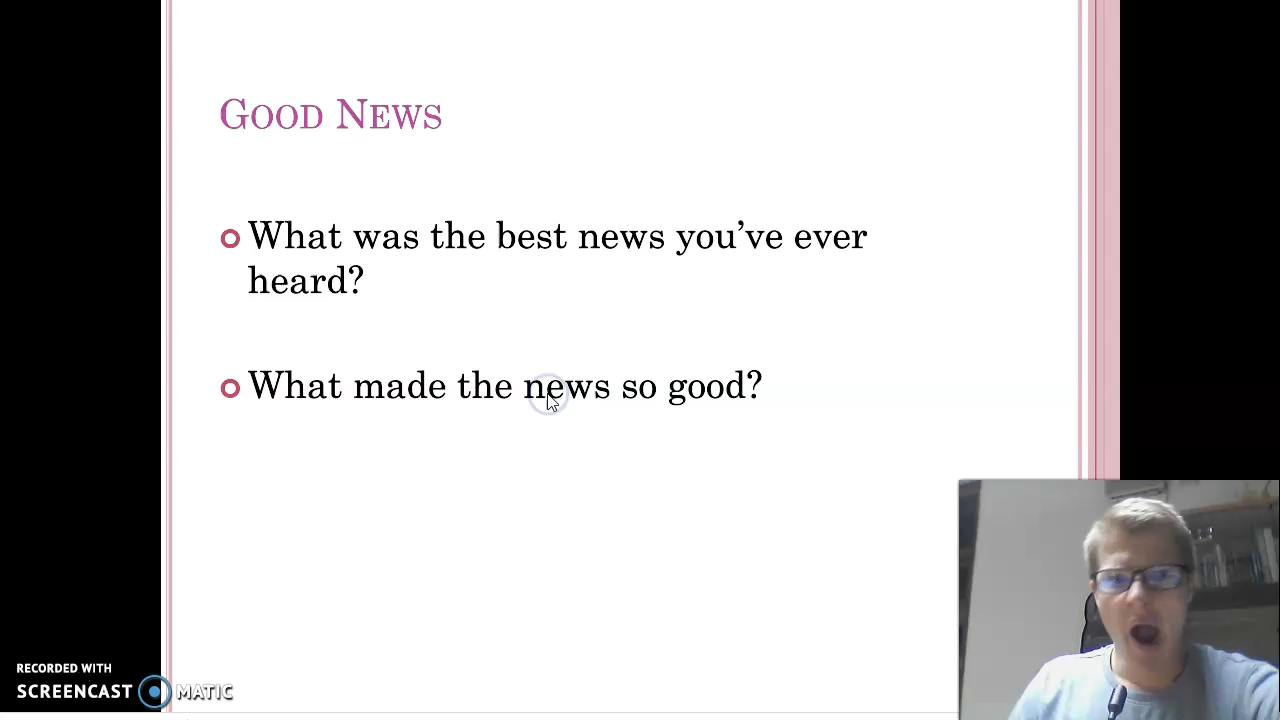 Good News
What was the best news you've ever
heard?
What made the news so good?
RECORDED WITH
SCREENCAST MATIC